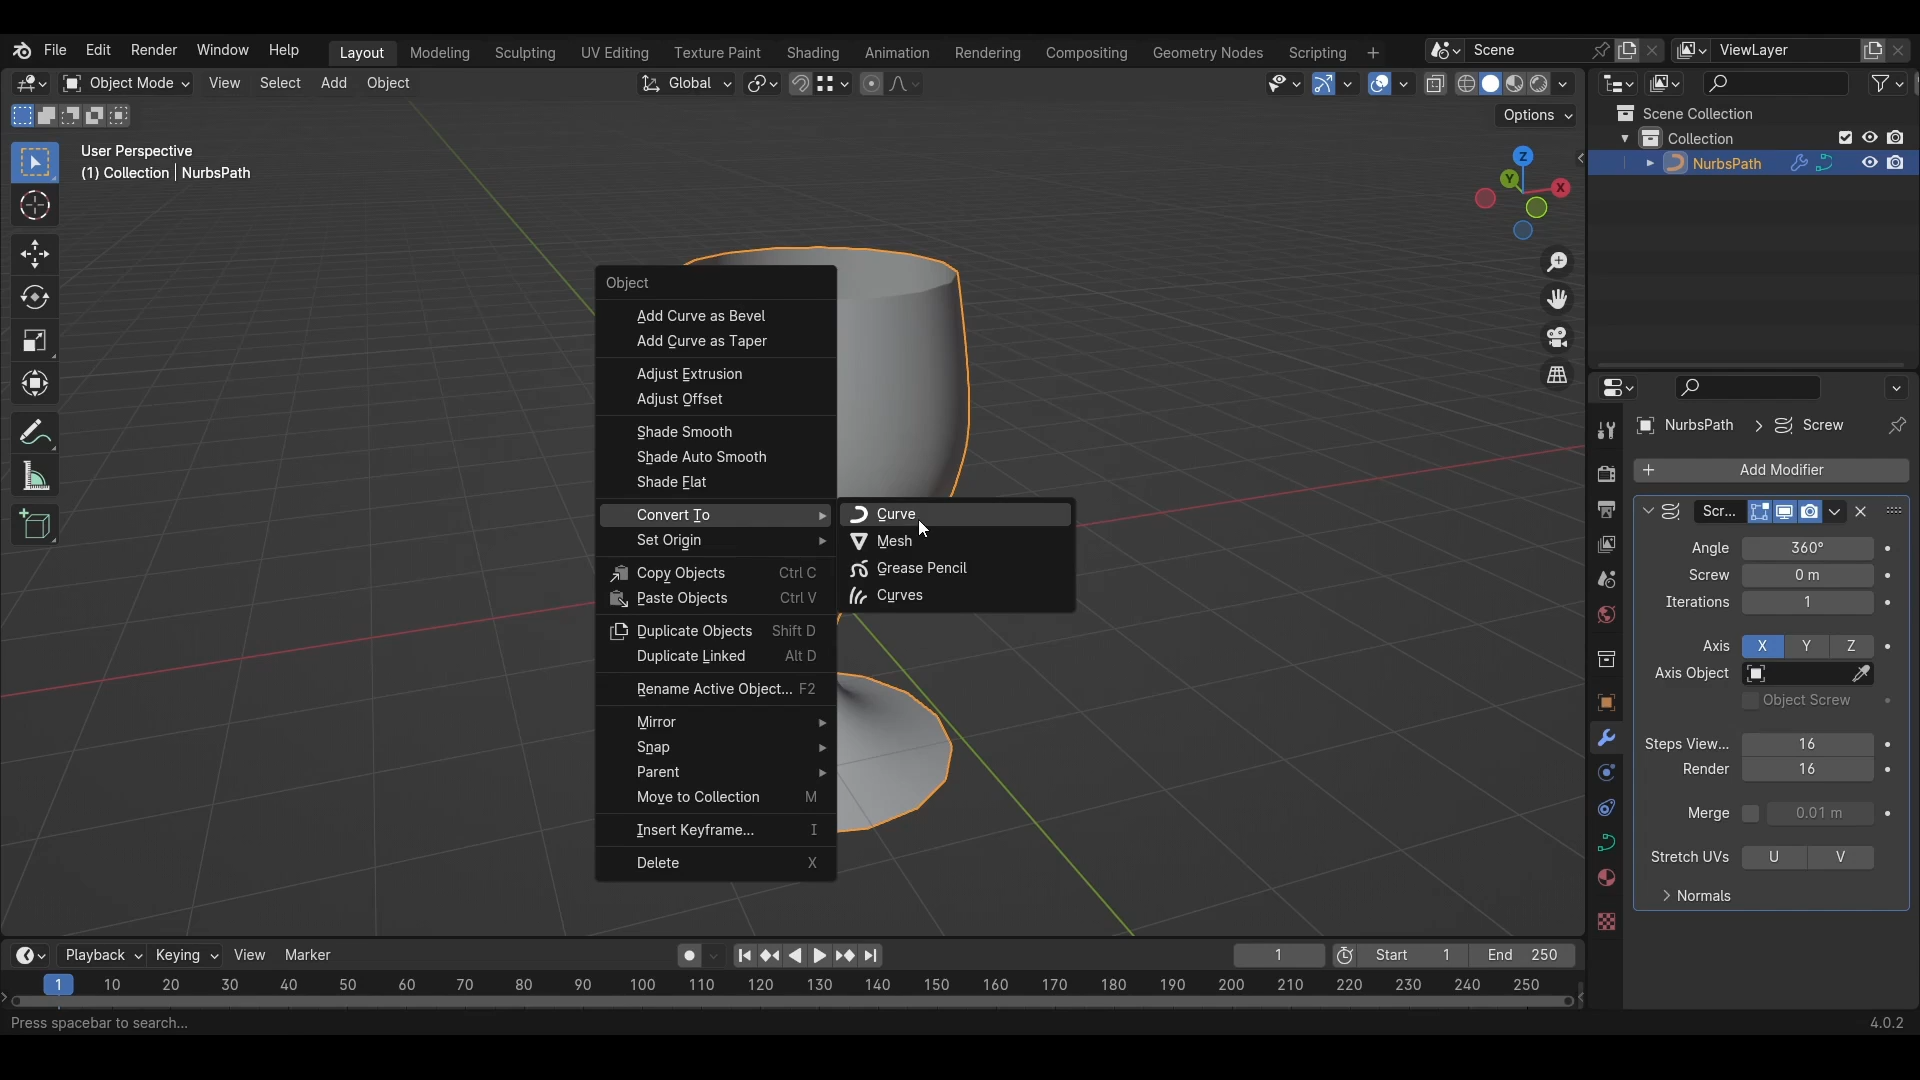 File Edit Render Window Help Layout Modeling Sculpting UV Editing Texture Paint Shading Animation Rendering Compositing Geometry Nodes Scripting + Scene ViewLayer
Object Mode View Select Add Object Global
Options
User Perspective
(1) Collection | NurbsPath
Z
Y
X
Scene Collection
Collection
NurbsPath
Object
Add Curve as Bevel
Add Curve as Taper
Adjust Extrusion
Adjust Offset
Shade Smooth
Shade Auto Smooth
Shade Flat
Convert To
Set Origin
Copy Objects Ctrl C
Paste Objects Ctrl V
Duplicate Objects Shift D
Duplicate Linked Alt D
Rename Active Object... F2
Mirror
Snap
Parent
Move to Collection M
Insert Keyframe... I
Delete X
Curve
Mesh
Grease Pencil
Curves
NurbsPath Screw
Add Modifier
Scr...
Angle 360°
Screw 0 m
Iterations 1
Axis X Y Z
Axis Object
Object Screw
Steps View... 16
Render 16
Merge 0.01 m
Stretch UVs U V
Normals
Playback Keying View Marker 1 Start 1 End 250
1 10 20 30 40 50 60 70 80 90 100 110 120 130 140 150 160 170 180 190 200 210 220 230 240 250
Press spacebar to search... 4.0.2